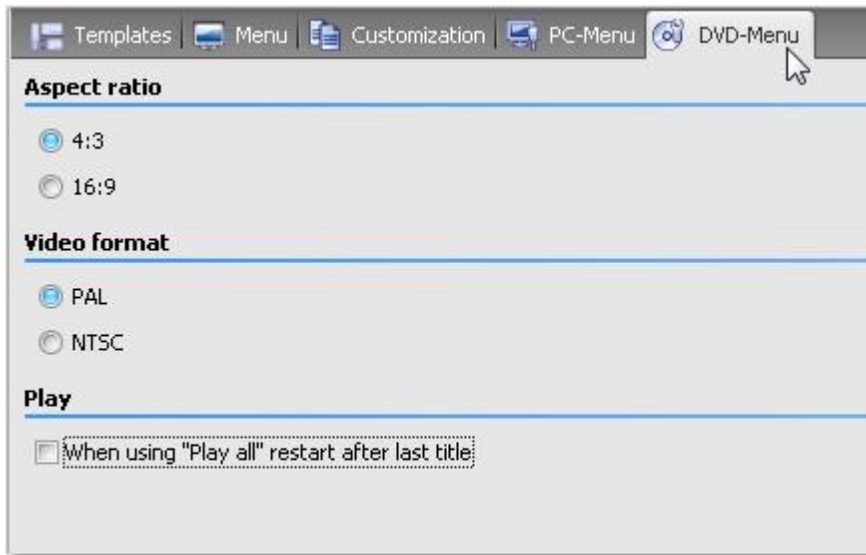 Templates Menu Customization PC-Menu DVD-Menu
Aspect ratio
4:3
16:9
Video format
PAL
NTSC
Play
When using "Play all" restart after last title